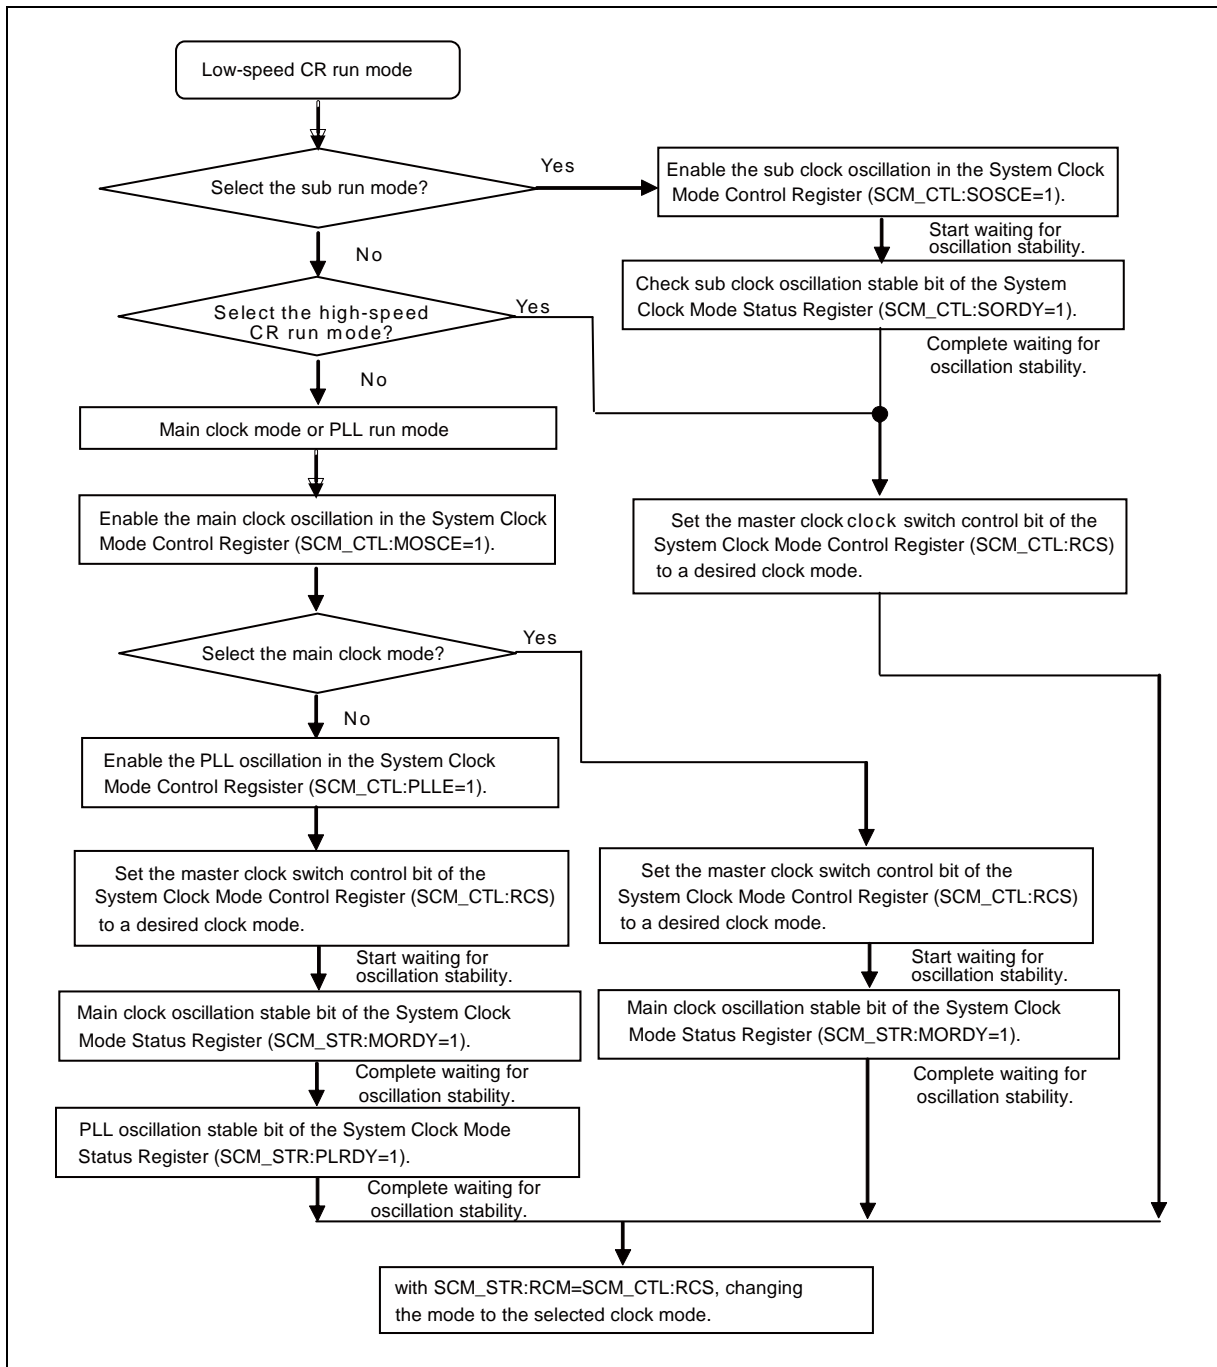 Low-speed CR run mode
Select the sub run mode?
Yes
Enable the sub clock oscillation in the System Clock
Mode Control Register (SCM_CTL:SOSCE=1).
Start waiting for
oscillation stability.
No
Check sub clock oscillation stable bit of the System
Clock Mode Status Register (SCM_CTL:SORDY=1).
Complete waiting for
oscillation stability.
Select the high-speed
CR run mode?
Yes
No
Main clock mode or PLL run mode
Enable the main clock oscillation in the System Clock
Mode Control Register (SCM_CTL:MOSCE=1).
Set the master clock clock switch control bit of the
System Clock Mode Control Register (SCM_CTL:RCS)
to a desired clock mode.
Select the main clock mode?
Yes
No
Enable the PLL oscillation in the System Clock
Mode Control Regsister (SCM_CTL:PLLE=1).
Set the master clock switch control bit of the
System Clock Mode Control Register (SCM_CTL:RCS)
to a desired clock mode.
Start waiting for
oscillation stability.
Main clock oscillation stable bit of the System Clock
Mode Status Register (SCM_STR:MORDY=1).
Complete waiting for
oscillation stability.
PLL oscillation stable bit of the System Clock Mode
Status Register (SCM_STR:PLRDY=1).
Complete waiting for
oscillation stability.
Set the master clock switch control bit of the
System Clock Mode Control Register (SCM_CTL:RCS)
to a desired clock mode.
Start waiting for
oscillation stability.
Main clock oscillation stable bit of the System Clock
Mode Status Register (SCM_STR:MORDY=1).
Complete waiting for
oscillation stability.
with SCM_STR:RCM=SCM_CTL:RCS, changing
the mode to the selected clock mode.